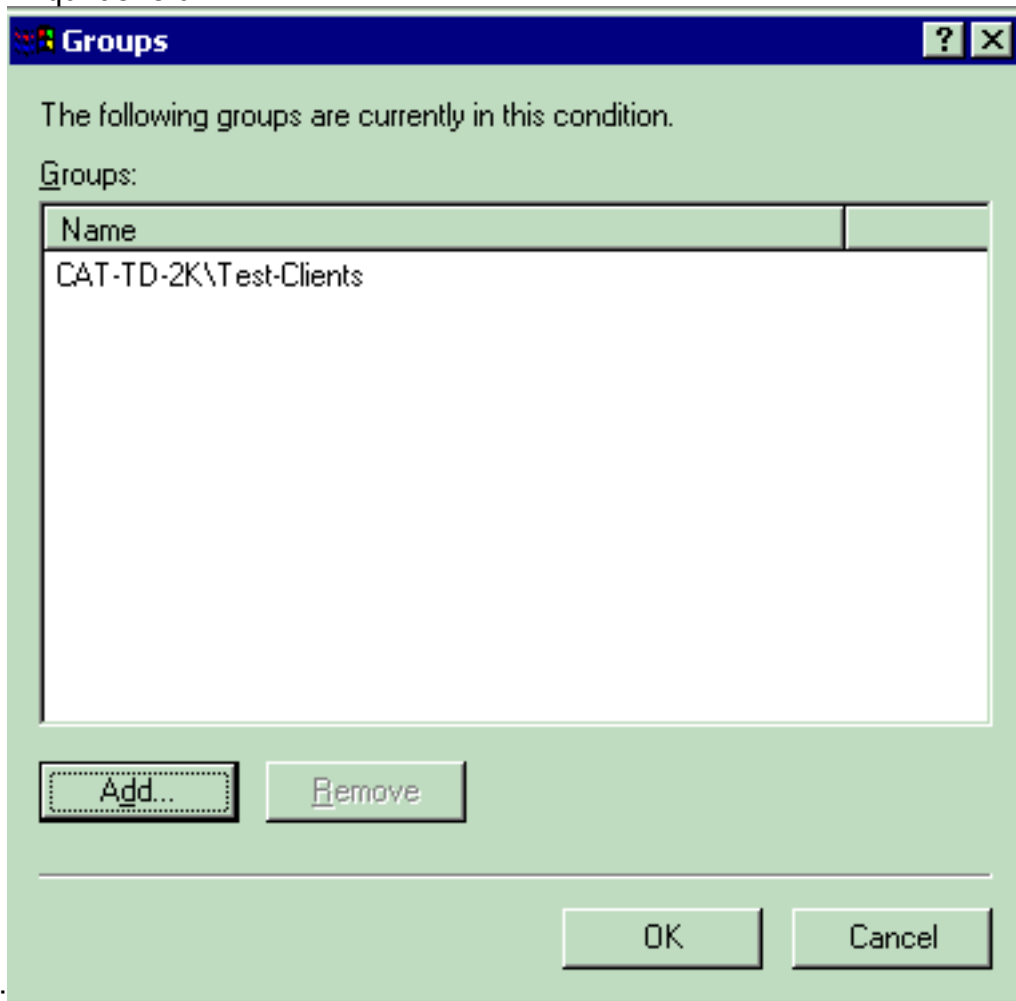 Groups
The following groups are currently in this condition.
Groups:
Name
CAT-TD-2K\Test-Clients
Add...
Remove
OK
Cancel
.